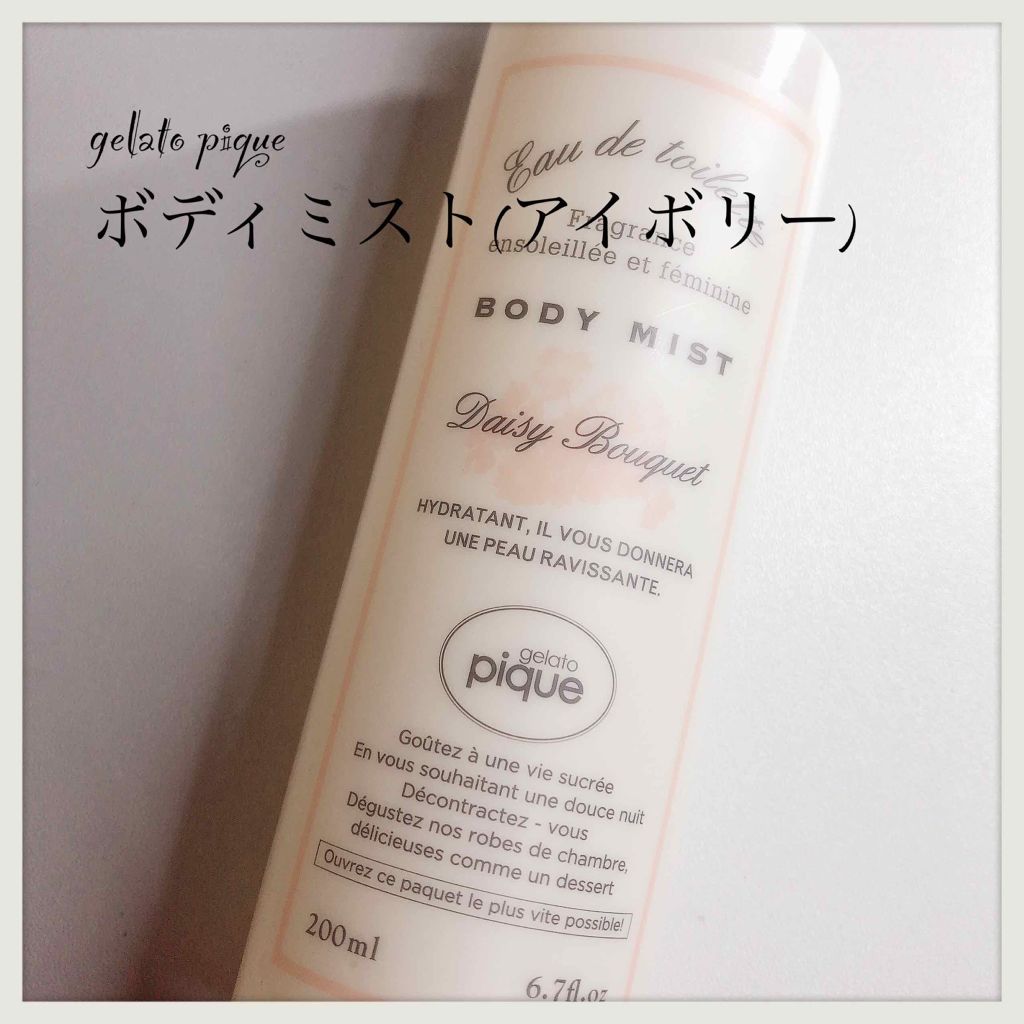 gelato pique
ボディミスト(アイボリー)
Eau de toilette
Fragrance
ensoleillée et féminine
BODY MIST
Daisy Bouquet
HYDRATANT, IL VOUS DONNERA
UNE PEAU RAVISSANTE.
gelato
pique
Goûtez à une vie sucrée
En vous souhaitant une douce nuit
Décontractez - vous
Dégustez nos robes de chambre,
délicieuses comme un dessert
Ouvrez ce paquet le plus vite possible!
200ml
6.7fl.oz